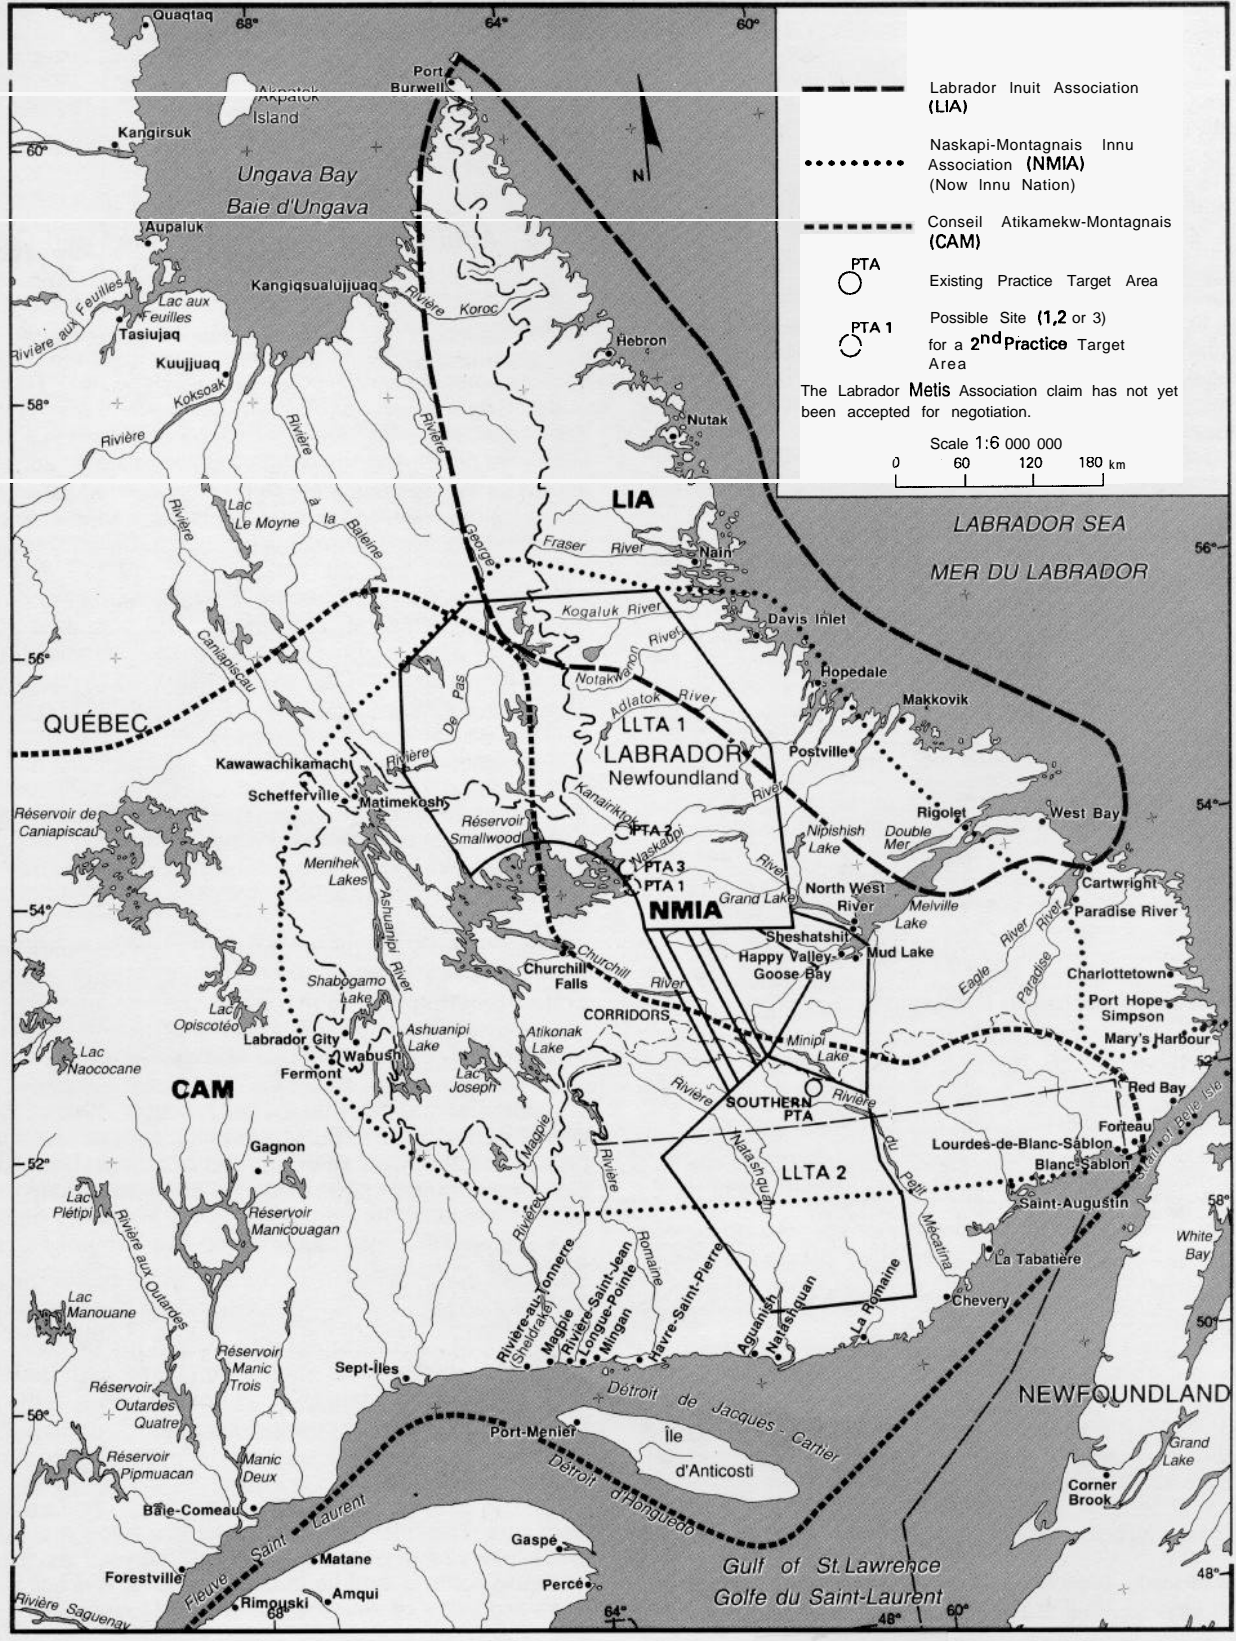 Quaqtaq
68°
64°
60°
Port
Burwell
Akpatok
Island
Kangirsuk
60°
Ungava Bay
Baie d'Ungava
N
Aupaluk
Kangiqsualujjuaq
Rivière
Koroc
Lac aux
Feuilles
Rivière aux Feuilles
Tasiujaq
Kuujjuaq
Koksoak
Rivière
58°
Hebron
Nutak
Labrador Inuit Association
(LIA)
Naskapi-Montagnais Innu
Association (NMIA)
(Now Innu Nation)
Conseil Atikamekw-Montagnais
(CAM)
PTA
Existing Practice Target Area
PTA 1
Possible Site (1,2 or 3)
for a 2nd Practice Target
Area
The Labrador Metis Association claim has not yet
been accepted for negotiation.
Scale 1:6 000 000
0 60 120 180 km
Rivière
Rivière
Lac
Le Moyne
Rivière
à la
Baleine
George
LIA
Fraser River
Nain
LABRADOR SEA
MER DU LABRADOR
56°
Kogaluk River
Davis Inlet
River
Notakwanon
Caniapiscau
56°
Hopedale
Makkovik
Adlatok River
De Pas
Rivière
LLTA 1
LABRADOR
Newfoundland
QUÉBEC
Postville
Kawawachikamach
Schefferville
Matimekosh
Kanairiktok
River
Rigolet
West Bay
54°
Réservoir de
Caniapiscau
Réservoir
Smallwood
PTA 2
Naskaupi
River
Nipishish
Lake
Double
Mer
Menihek
Lakes
PTA 3
PTA 1
Grand Lake
North West
River
Melville
Lake
Cartwright
54°
NMIA
Paradise River
Ashuanipi River
Sheshatshit
Mud Lake
Happy Valley-
Goose Bay
Eagle River
Paradise River
Charlottetown
Churchill
Falls
Churchill
River
Port Hope
Simpson
Shabogamo
Lake
Lac
Opiscotéo
CORRIDORS
Labrador City
Ashuanipi
Lake
Atikonak
Lake
Minipi
Lake
Mary's Harbour
52°
Lac
Naococane
Wabush
Fermont
Lac
Joseph
CAM
Rivière
SOUTHERN
PTA
Rivière
Red Bay
Strait of Belle Isle
Forteau
Gagnon
Magpie
Natashquan
du
Petit
Mécatina
Lourdes-de-Blanc-Sablon
Blanc-Sablon
52°
Rivière
LLTA 2
Saint-Augustin
58°
Lac
Plétipi
Réservoir
Manicouagan
Rivière
Rivière aux Outardes
Romaine
White
Bay
La Tabatière
Lac
Manouane
Chevery
Rivière-au-Tonnerre
(Sheldrake)
Magpie
Rivière-Saint-Jean
Longue-Pointe
Mingan
Havre-Saint-Pierre
Aguanish
Natashquan
La Romaine
50°
Réservoir
Manic
Trois
Sept-Îles
Réservoir
Outardes
Quatre
50°
Détroit de Jacques-Cartier
NEWFOUNDLAND
Port-Menier
Île
d'Anticosti
Grand
Lake
Réservoir
Pipmuacan
Manic
Deux
Détroit d'Honguedo
Corner
Brook
Baie-Comeau
Fleuve Saint Laurent
Gaspé
Gulf of St. Lawrence
Golfe du Saint-Laurent
Matane
Forestville
Percé
48°
Amqui
Rimouski
Rivière Saguenay
68°
64°
48°
60°